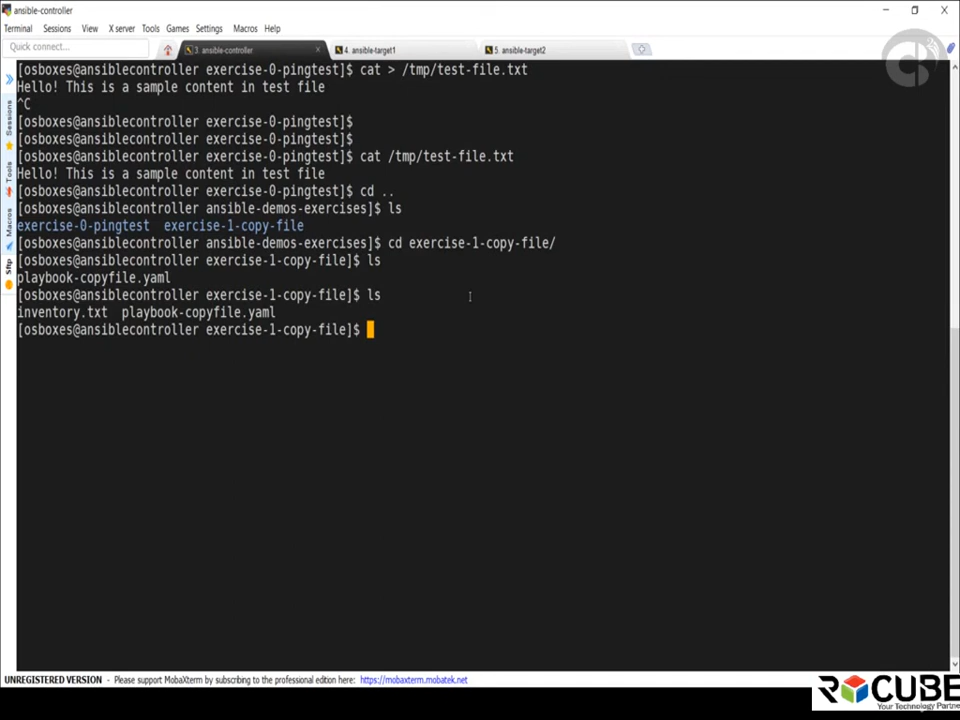 ansible-controller
Terminal Sessions View X server Tools Games Settings Macros Help
Quick connect...
3. ansible-controller
4. ansible-target1
5. ansible-target2
Sessions
Tools
Macros
Sftp
[osboxes@ansiblecontroller exercise-0-pingtest]$ cat > /tmp/test-file.txt
Hello! This is a sample content in test file
^C
[osboxes@ansiblecontroller exercise-0-pingtest]$
[osboxes@ansiblecontroller exercise-0-pingtest]$
[osboxes@ansiblecontroller exercise-0-pingtest]$ cat /tmp/test-file.txt
Hello! This is a sample content in test file
[osboxes@ansiblecontroller exercise-0-pingtest]$ cd ..
[osboxes@ansiblecontroller ansible-demos-exercises]$ ls
exercise-0-pingtest exercise-1-copy-file
[osboxes@ansiblecontroller ansible-demos-exercises]$ cd exercise-1-copy-file/
[osboxes@ansiblecontroller exercise-1-copy-file]$ ls
playbook-copyfile.yaml
[osboxes@ansiblecontroller exercise-1-copy-file]$ ls
inventory.txt playbook-copyfile.yaml
[osboxes@ansiblecontroller exercise-1-copy-file]$
UNREGISTERED VERSION - Please support MobaXterm by subscribing to the professional edition here: https://mobaxterm.mobatek.net
Your Technology Partne